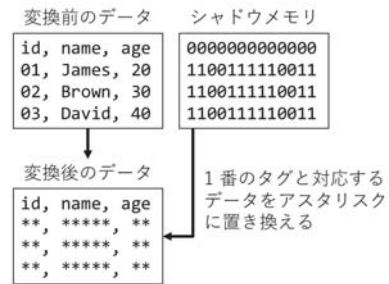 変換前のデータ
id, name, age
01, James, 20
02, Brown, 30
03, David, 40
シャドウメモリ
0000000000000
1100111110011
1100111110011
1100111110011
変換後のデータ
id, name, age
**, *****, **
**, *****, **
**, *****, **
1 番のタグと対応する
データをアスタリスク
に置き換える